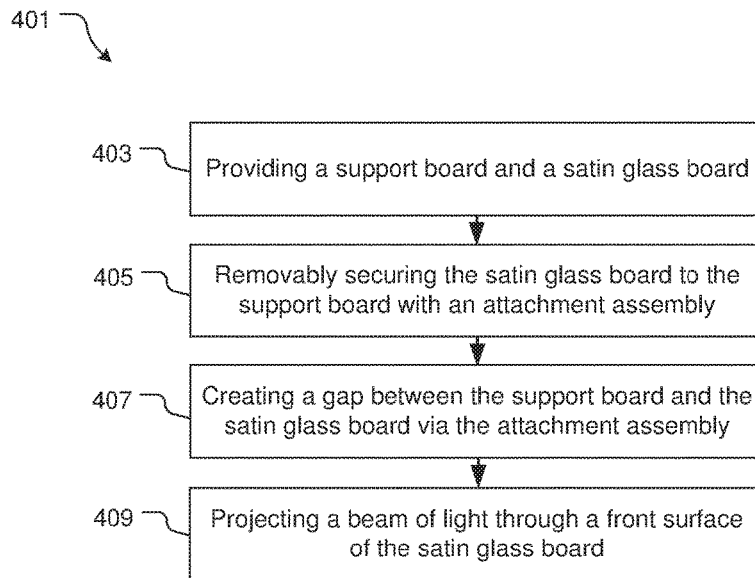 401
403
Providing a support board and a satin glass board
405
Removably securing the satin glass board to the
support board with an attachment assembly
407
Creating a gap between the support board and the
satin glass board via the attachment assembly
409
Projecting a beam of light through a front surface
of the satin glass board